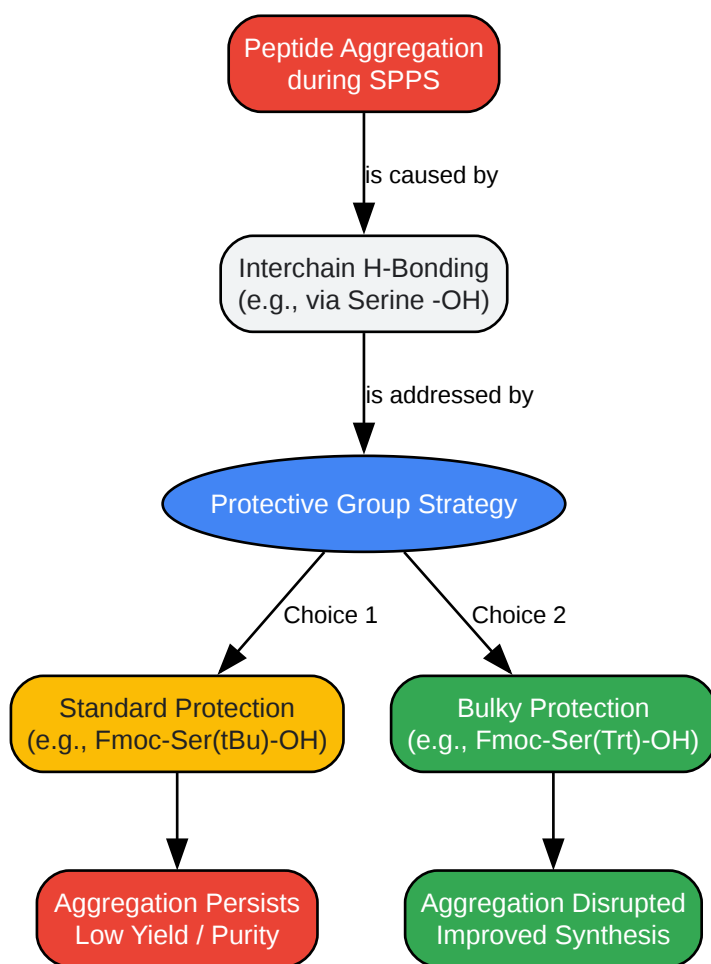 Peptide Aggregation
during SPPS
is caused by
Interchain H-Bonding
(e.g., via Serine -OH)
is addressed by
Protective Group Strategy
Choice 1
Choice 2
Standard Protection
(e.g., Fmoc-Ser(tBu)-OH)
Bulky Protection
(e.g., Fmoc-Ser(Trt)-OH)
Aggregation Persists
Low Yield / Purity
Aggregation Disrupted
Improved Synthesis